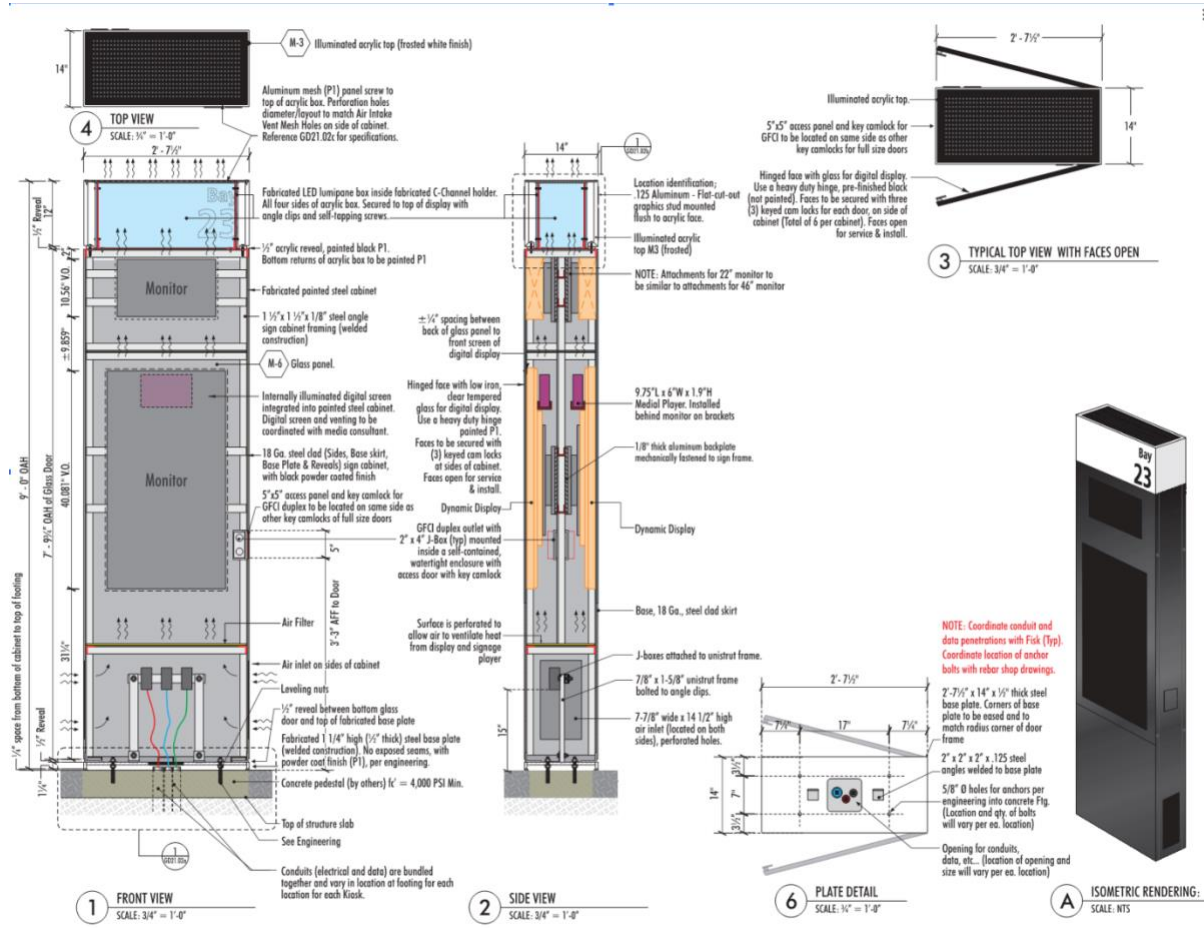 M-3
Illuminated acrylic top (frosted white finish)
14"
Aluminum mesh (P1) panel screw to
top of acrylic box. Perforation holes
diameter/layout to match Air Intake
Vent Mesh Holes on side of cabinet.
Reference GD21.02c for specifications.
4
TOP VIEW
SCALE: ¾" = 1'-0"
2' - 7½"
½" Reveal
12"
Bay
23
Fabricated LED lumipane box inside fabricated C-Channel holder.
All four sides of acrylic box. Secured to top of display with
angle clips and self-tapping screws.
½" acrylic reveal, painted black P1.
Bottom returns of acrylic box to be painted P1
2"
10.56" V.O.
Monitor
Fabricated painted steel cabinet
1 ½"x 1 ½"x 1/8" steel angle
sign cabinet framing (welded
construction)
±9.859"
M-6
Glass panel.
Internally illuminated digital screen
integrated into painted steel cabinet.
Digital screen and venting to be
coordinated with media consultant.
40.081" V.O.
Monitor
18 Ga. steel clad (Sides, Base skirt,
Base Plate & Reveals) sign cabinet,
with black powder coated finish
5"x5" access panel and key camlock for
GFCI duplex to be located on same side as
other key camlocks of full size doors
9' - 0" OAH
7' - 9¾" OAH of Glass Door
5"
3'-3" AFF to Door
31¼"
Air Filter
Air inlet on sides of cabinet
Leveling nuts
½" reveal between bottom glass
door and top of fabricated base plate
Fabricated 1 1/4" high (½" thick) steel base plate
(welded construction). No exposed seams, with
powder coat finish (P1), per engineering.
¼" space from bottom of cabinet to top of footing
½" Reveal
1¼"
Concrete pedestal (by others) fc' = 4,000 PSI Min.
Top of structure slab
See Engineering
Conduits (electrical and data) are bundled
together and vary in location at footing for each
location for each Kiosk.
1
1
FRONT VIEW
SCALE: 3/4" = 1'-0"
14"
1
Location identification;
.125 Aluminum - Flat-cut-out
graphics stud mounted
flush to acrylic face.
Illuminated acrylic
top M3 (frosted)
NOTE: Attachments for 22" monitor to
be similar to attachments for 46" monitor
±¼" spacing between
back of glass panel to
front screen of
digital display
Hinged face with low iron,
clear tempered
glass for digital display.
Use a heavy duty hinge
painted P1.
Faces to be secured with
(3) keyed cam locks
at sides of cabinet.
Faces open for service
& install.
9.75"L x 6"W x 1.9"H
Medial Player. Installed
behind monitor on brackets
1/8" thick aluminum backplate
mechanically fastened to sign frame.
Dynamic Display
Dynamic Display
GFCI duplex outlet with
2" x 4" J-Box (typ) mounted
inside a self-contained,
watertight enclosure with
access door with key camlock
Base, 18 Ga., steel clad skirt
Surface is perforated to
allow air to ventilate heat
from display and signage
player
J-boxes attached to unistrut frame.
7/8" x 1-5/8" unistrut frame
bolted to angle clips.
7-7/8" wide x 14 1/2" high
air inlet (located on both
sides), perforated holes.
15"
2
SIDE VIEW
SCALE: 3/4" = 1'-0"
2' - 7½"
Illuminated acrylic top.
5"x5" access panel and key camlock for
GFCI to be located on same side as other
key camlocks for full size doors
14"
Hinged face with glass for digital display.
Use a heavy duty hinge, pre-finished black
(not painted). Faces to be secured with three
(3) keyed cam locks for each door, on side of
cabinet (Total of 6 per cabinet). Faces open
for service & install.
3
TYPICAL TOP VIEW WITH FACES OPEN
SCALE: 3/4" = 1'-0"
2' - 7½"
7¼"
17"
7¼"
14"
3½"
7"
3½"
NOTE: Coordinate conduit and
data penetrations with Fisk (Typ).
Coordinate location of anchor
bolts with rebar shop drawings.
2'-7½" x 14" x ½" thick steel
base plate. Corners of base
plate to be eased and to
match radius corner of door
frame
2" x 2" x 2" x .125 steel
angles welded to base plate
5/8" Ø holes for anchors per
engineering into concrete Ftg.
(Location and qty. of bolts
will vary per ea. location)
Opening for conduits,
data, etc... (location of opening and
size will vary per ea. location)
6
PLATE DETAIL
SCALE: ¾" = 1'-0"
Bay
23
A
ISOMETRIC RENDERING:
SCALE: NTS